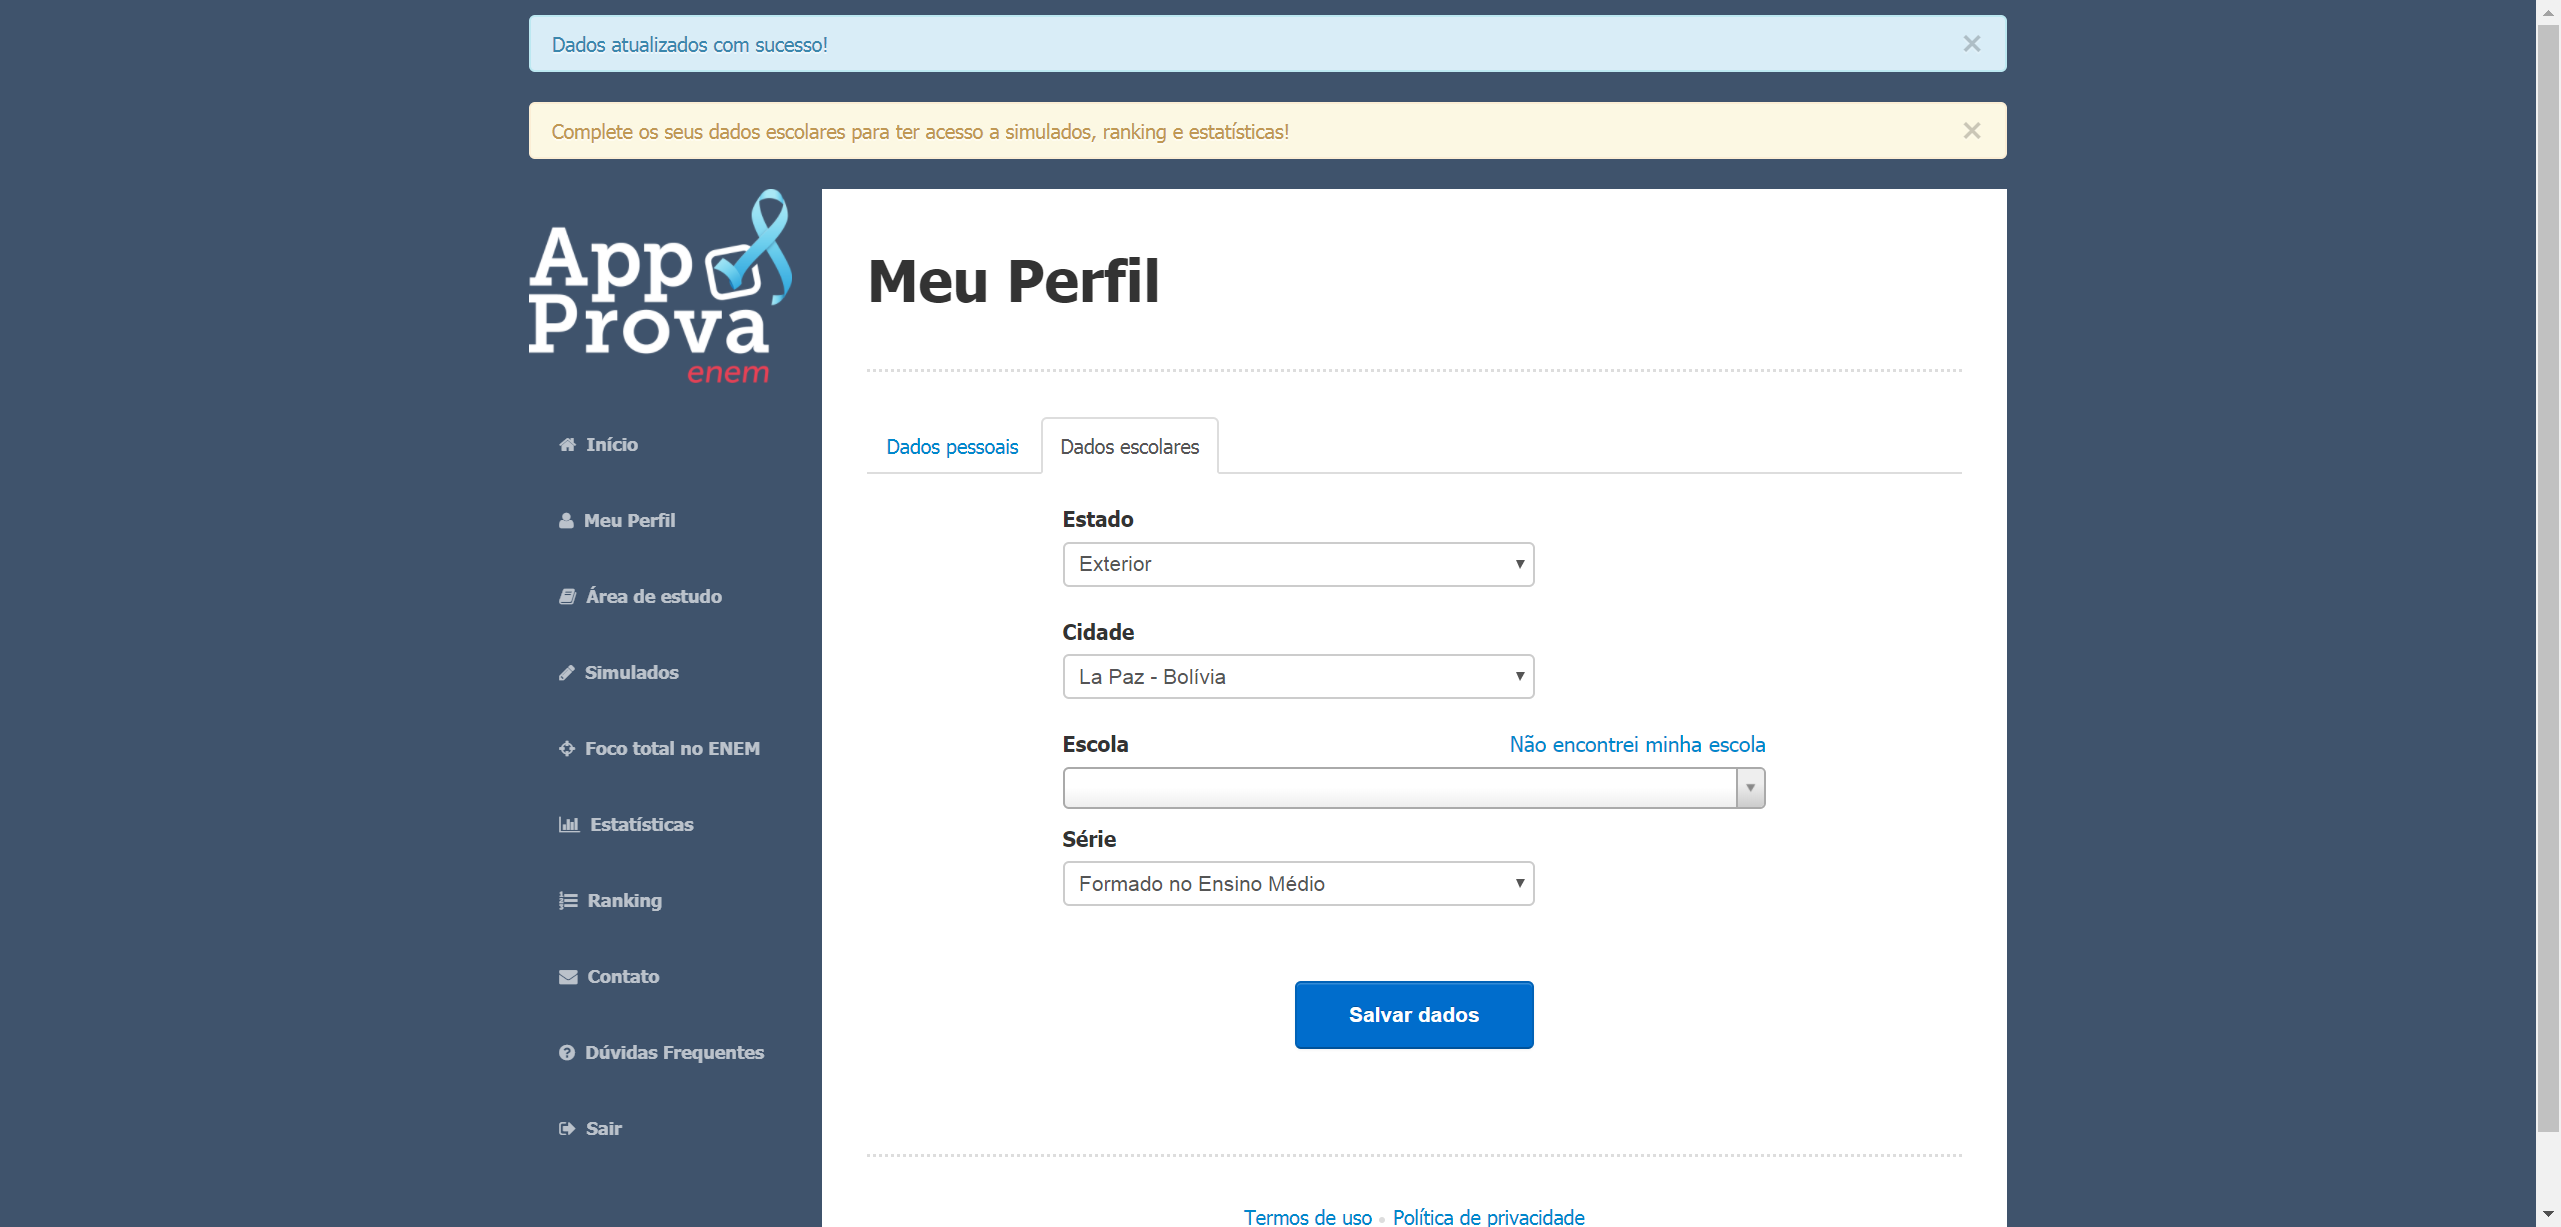 Dados atualizados com sucesso!
×
Complete os seus dados escolares para ter acesso a simulados, ranking e estatísticas!
×
App
Prova
enem
Início
Meu Perfil
Área de estudo
Simulados
Foco total no ENEM
Estatísticas
Ranking
Contato
Dúvidas Frequentes
Sair
Meu Perfil
Dados pessoais
Dados escolares
Estado
Exterior
Cidade
La Paz - Bolívia
Escola
Não encontrei minha escola
Série
Formado no Ensino Médio
Salvar dados
Termos de uso • Política de privacidade